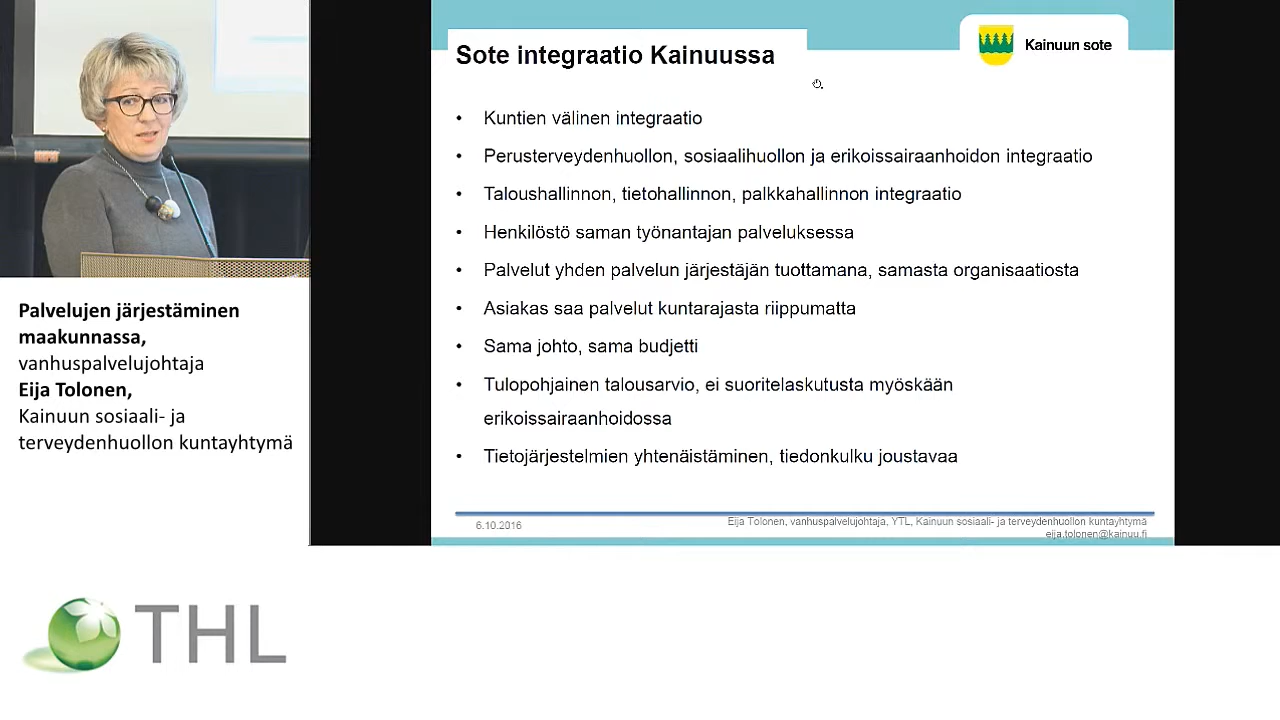 Sote integraatio Kainuussa
Kainuun sote
• Kuntien välinen integraatio
• Perusterveydenhuollon, sosiaalihuollon ja erikoissairaanhoidon integraatio
• Taloushallinnon, tietohallinnon, palkkahallinnon integraatio
• Henkilöstö saman työnantajan palveluksessa
• Palvelut yhden palvelun järjestäjän tuottamana, samasta organisaatiosta
• Asiakas saa palvelut kuntarajasta riippumatta
• Sama johto, sama budjetti
• Tulopohjainen talousarvio, ei suoritelaskutusta myöskään
erikoissairaanhoidossa
• Tietojärjestelmien yhtenäistäminen, tiedonkulku joustavaa
6.10.2016
Eija Tolonen, vanhuspalvelujohtaja, YTL, Kainuun sosiaali- ja terveydenhuollon kuntayhtymä
eija.tolonen@kainuu.fi
Palvelujen järjestäminen
maakunnassa,
vanhuspalvelujohtaja
Eija Tolonen,
Kainuun sosiaali- ja
terveydenhuollon kuntayhtymä
THL